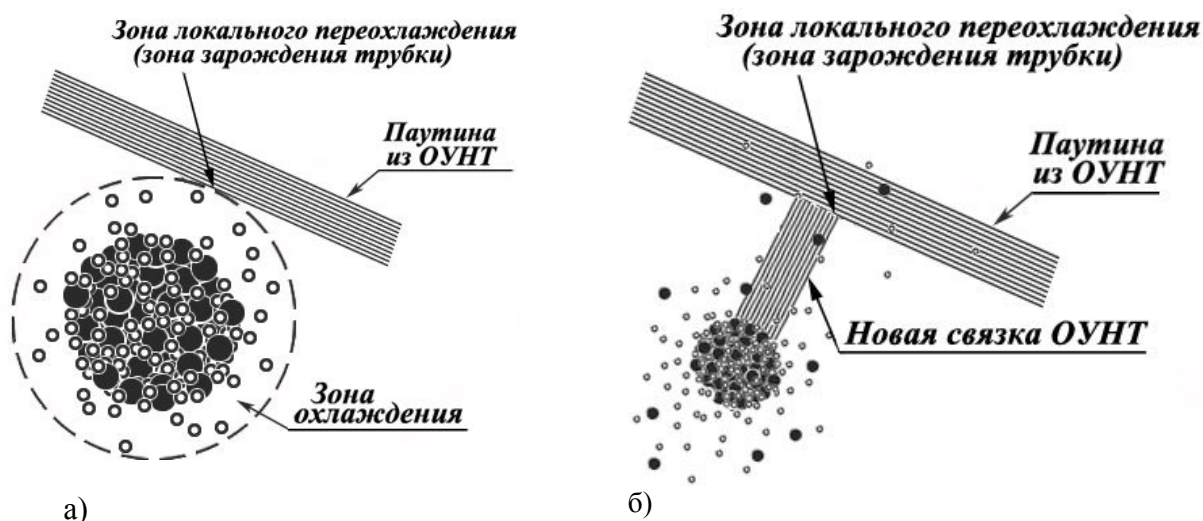 Зона локального переохлаждения
(зона зарождения трубки)
Паутина
из ОУНТ
Зона
охлаждения
а)
Зона локального переохлаждения
(зона зарождения трубки)
Паутина
из ОУНТ
Новая связка ОУНТ
б)